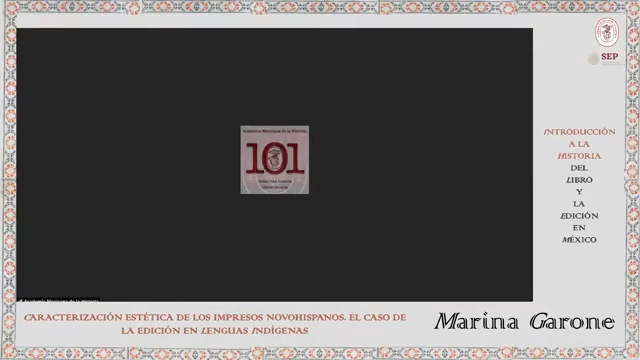 SEP
INTRODUCCIÓN
A LA
HISTORIA
DEL
LIBRO
Y
LA
EDICIÓN
EN
MÉXICO
101
CARACTERIZACIÓN ESTÉTICA DE LOS IMPRESOS NOVOHISPANOS. EL CASO DE
LA EDICIÓN EN LENGUAS INDÍGENAS
Marina Garone